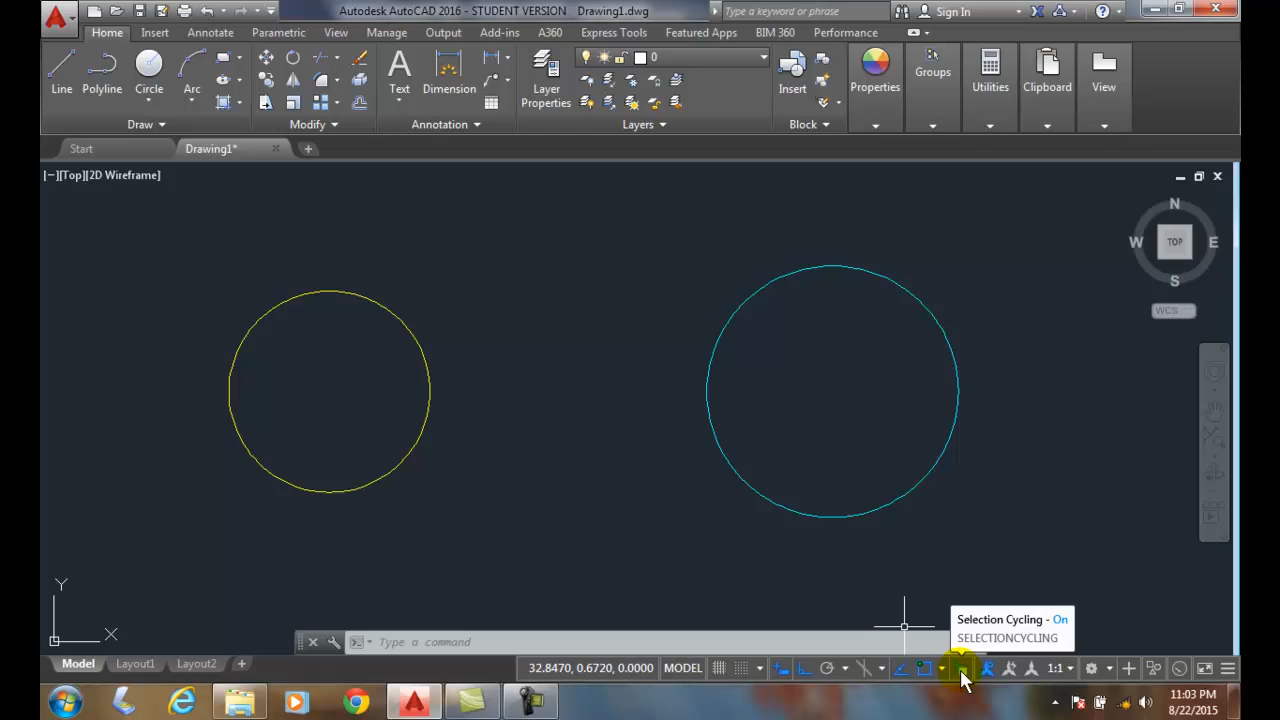 Autodesk AutoCAD 2016 - STUDENT VERSION Drawing1.dwg
Type a keyword or phrase
Sign In
Home Insert Annotate Parametric View Manage Output Add-ins A360 Express Tools Featured Apps BIM 360 Performance
0
Line Polyline Circle Arc Text Dimension Layer Properties Insert Properties Groups Utilities Clipboard View
Draw Modify Annotation Layers Block
Start Drawing1*
[−][Top][2D Wireframe]
N
W TOP E
S
WCS
Y
X
Selection Cycling - On
SELECTIONCYCLING
Type a command
Model Layout1 Layout2
32.8470, 0.6720, 0.0000 MODEL 1:1
11:03 PM
8/22/2015